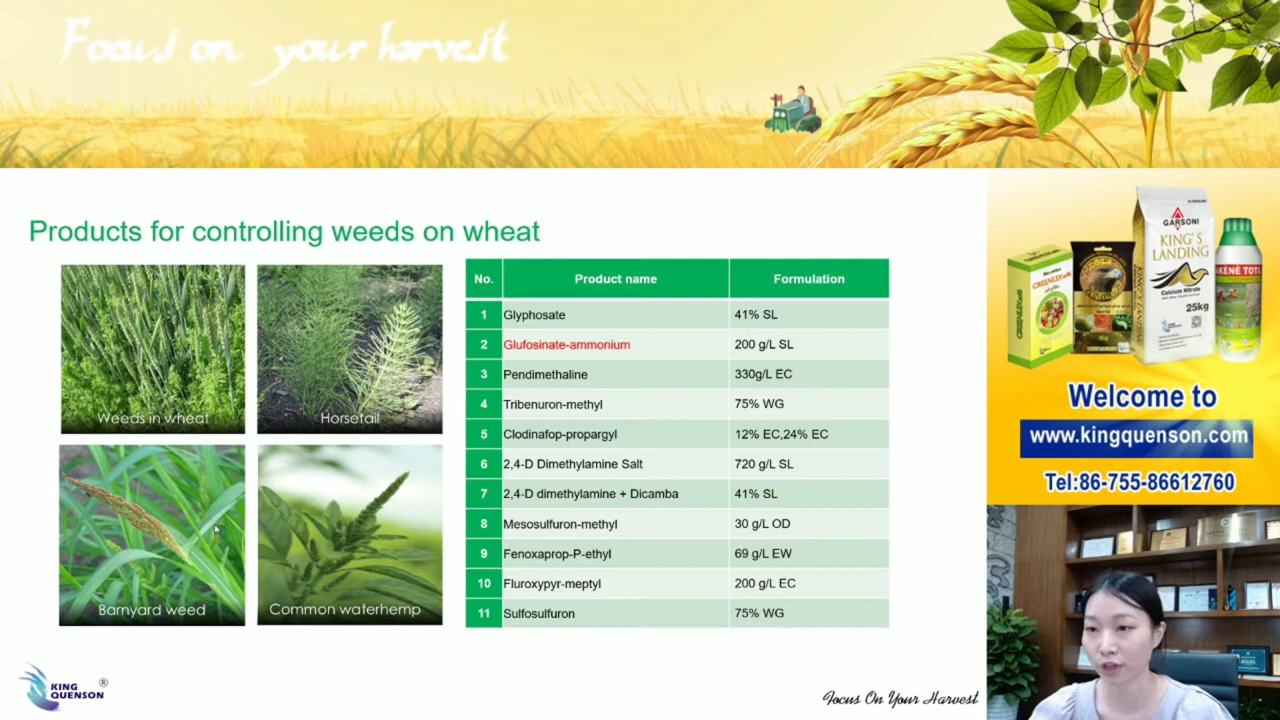 Focus on your harvest
Products for controlling weeds on wheat
Weeds in wheat
Horsetail
Barnyard weed
Common waterhemp
No. Product name Formulation
1 Glyphosate 41% SL
2 Glufosinate-ammonium 200 g/L SL
3 Pendimethaline 330g/L EC
4 Tribenuron-methyl 75% WG
5 Clodinafop-propargyl 12% EC,24% EC
6 2,4-D Dimethylamine Salt 720 g/L SL
7 2,4-D dimethylamine + Dicamba 41% SL
8 Mesosulfuron-methyl 30 g/L OD
9 Fenoxaprop-P-ethyl 69 g/L EW
10 Fluroxypyr-meptyl 200 g/L EC
11 Sulfosulfuron 75% WG
KING
QUENSON ®
Focus On Your Harvest
GARSONI
KING'S
LANDING
Calcium Nitrate
25kg
Welcome to
www.kingquenson.com
Tel:86-755-86612760